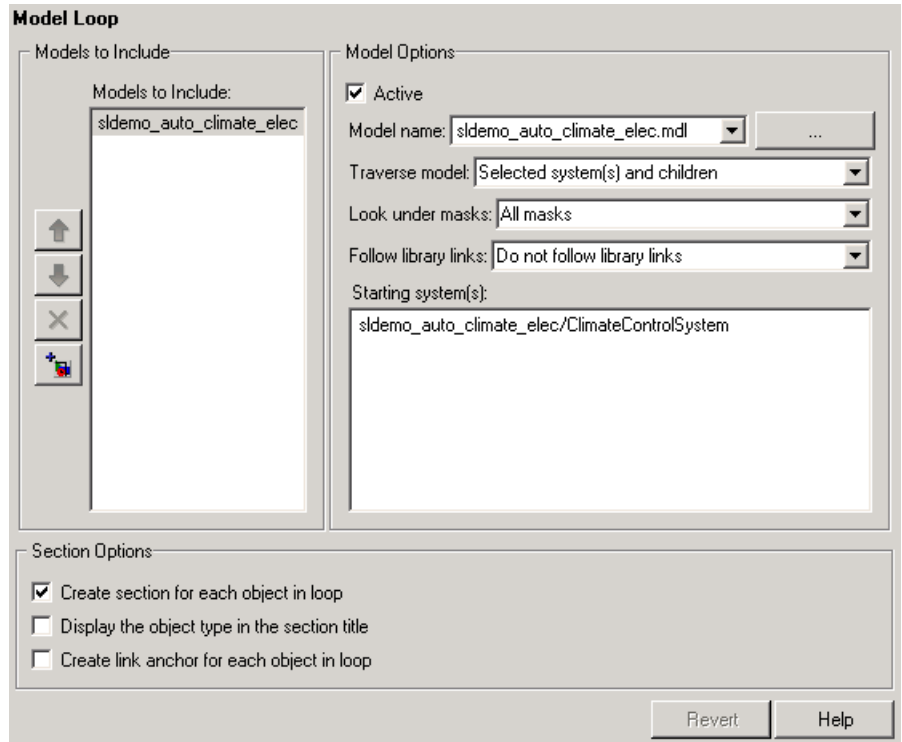 Model Loop
Models to Include
Models to Include:
sldemo_auto_climate_elec
Model Options
Active
Model name: sldemo_auto_climate_elec.mdl
...
Traverse model: Selected system(s) and children
Look under masks: All masks
Follow library links: Do not follow library links
Starting system(s):
sldemo_auto_climate_elec/ClimateControlSystem
Section Options
Create section for each object in loop
Display the object type in the section title
Create link anchor for each object in loop
Revert
Help